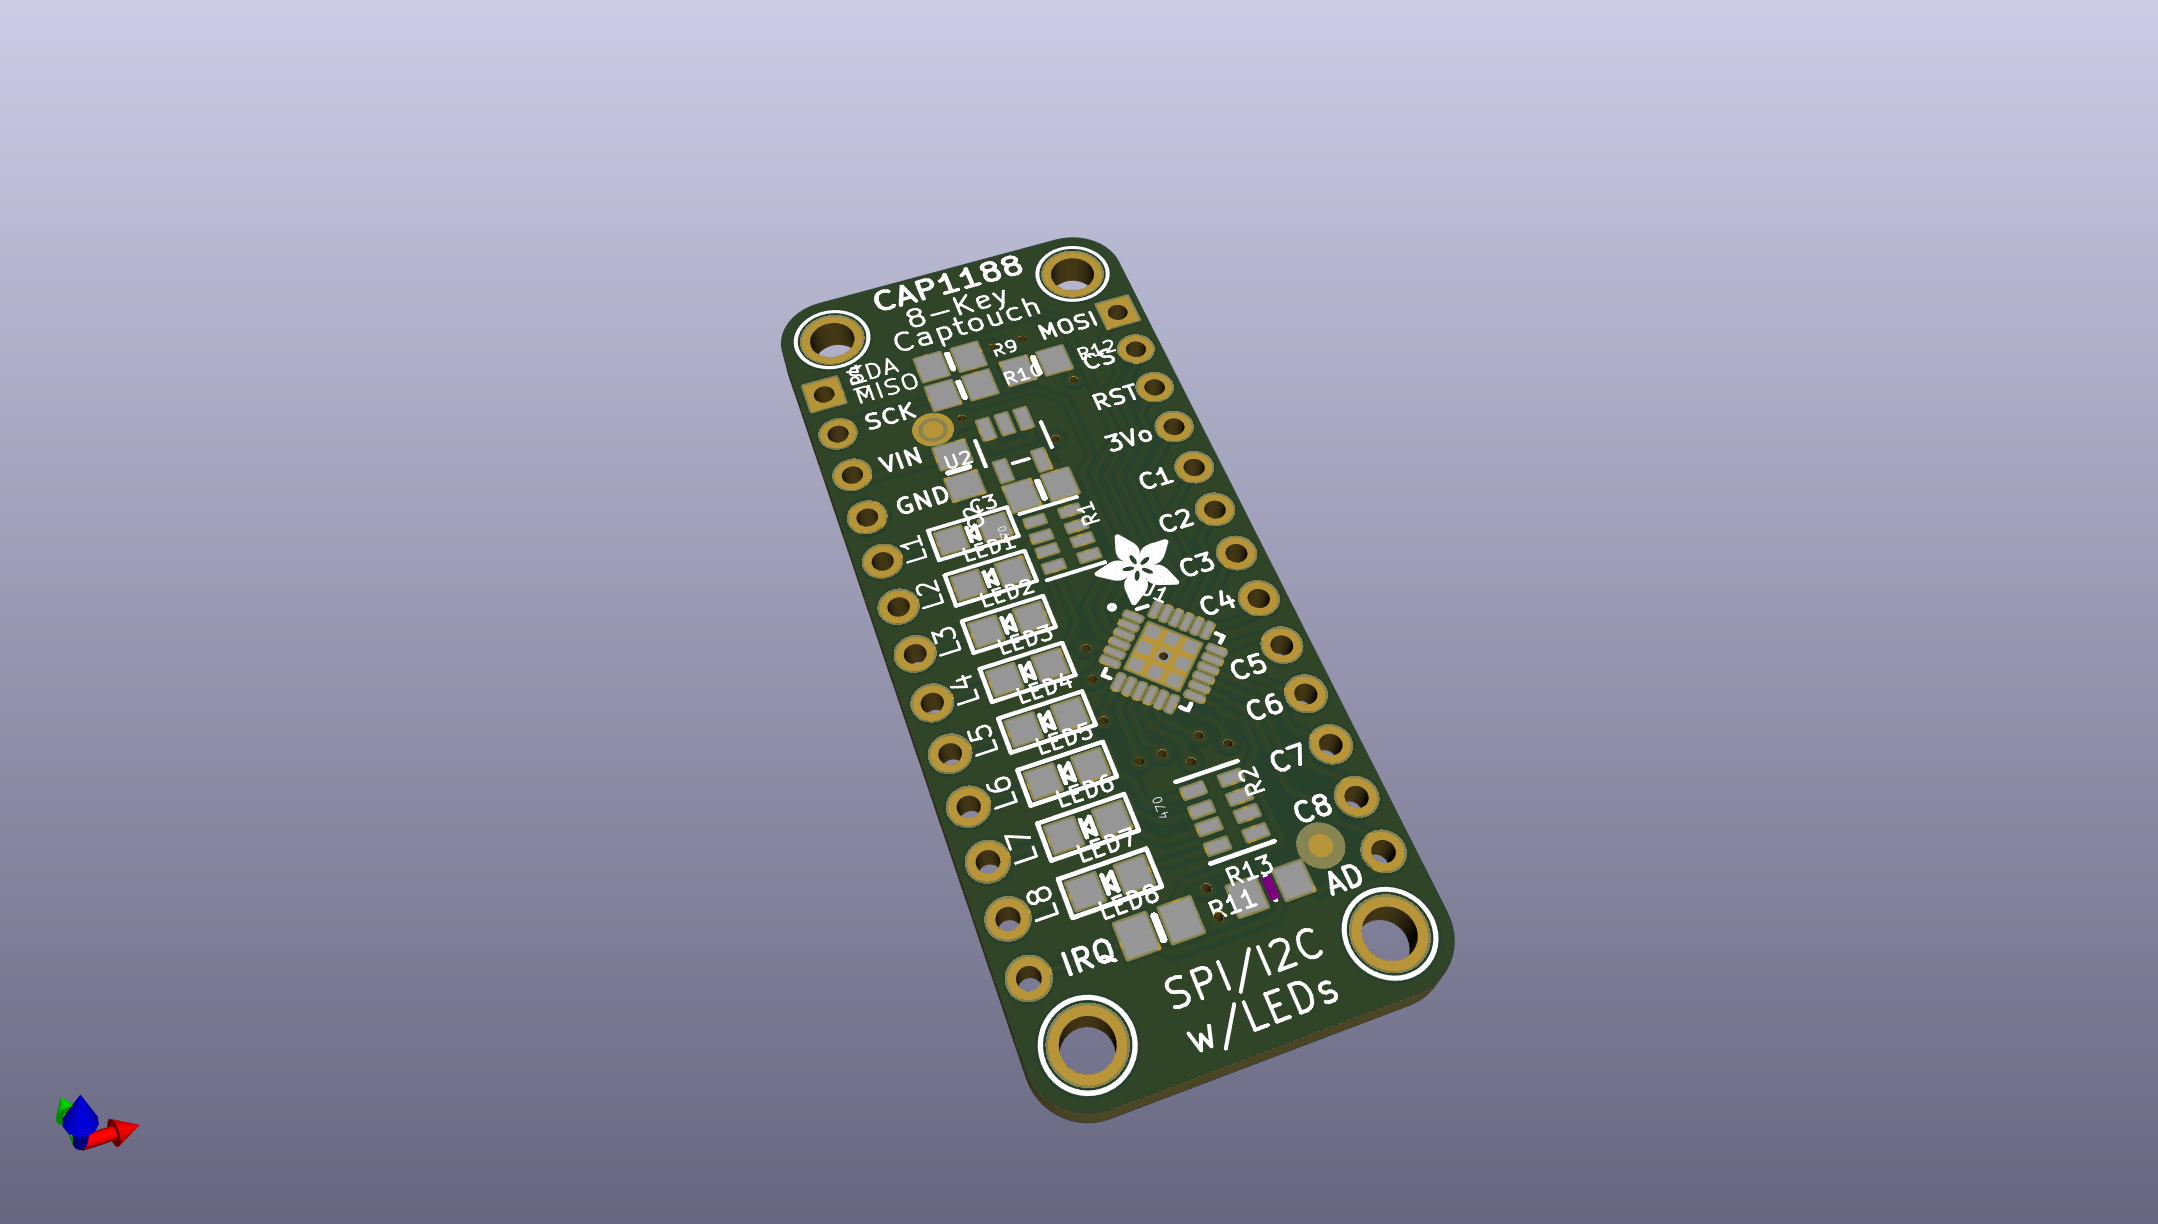 CAP1188
8-Key
Captouch
MOSI
R9
R12
CS
R10
MISO
SCK
RST
3Vo
VIN
U2
GND
C1
C3
R1
C2
L1
LED1
C3
U1
L2
LED2
C4
L3
LED3
C5
L4
LED4
C6
L5
LED5
C7
L6
LED6
R2
470
C8
L7
LED7
R13
AD
L8
LED8
R11
IRQ
SPI/I2C
w/LEDs